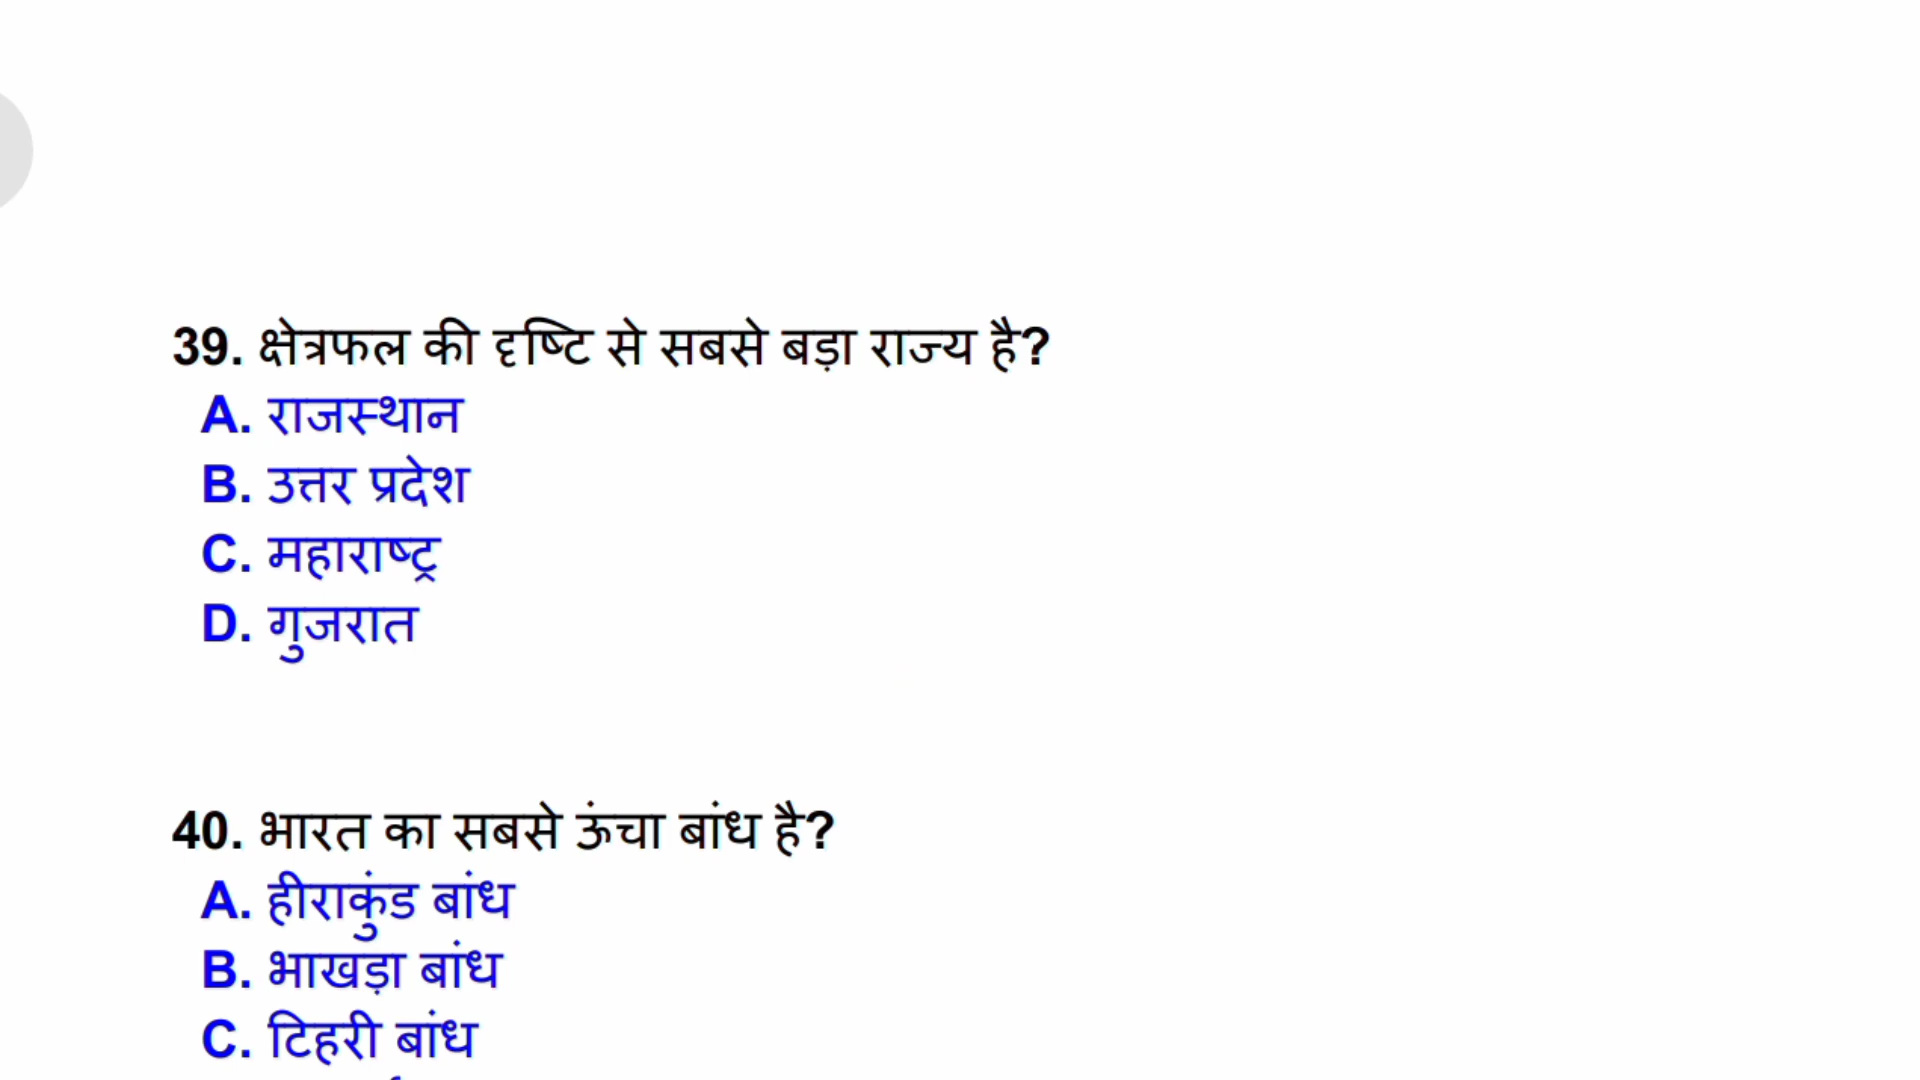 39. क्षेत्रफल की दृष्टि से सबसे बड़ा राज्य है?
A. राजस्थान
B. उत्तर प्रदेश
C. महाराष्ट्र
D. गुजरात
40. भारत का सबसे ऊंचा बांध है?
A. हीराकुंड बांध
B. भाखड़ा बांध
C. टिहरी बांध